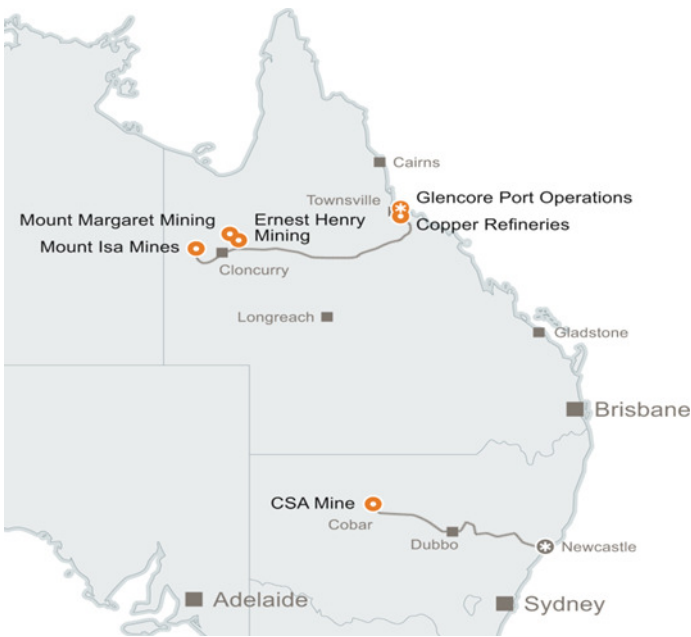 Cairns
Townsville
Glencore Port Operations
Copper Refineries
Mount Margaret Mining
Ernest Henry
Mining
Mount Isa Mines
Cloncurry
Longreach
Gladstone
Brisbane
CSA Mine
Cobar
Dubbo
Newcastle
Adelaide
Sydney